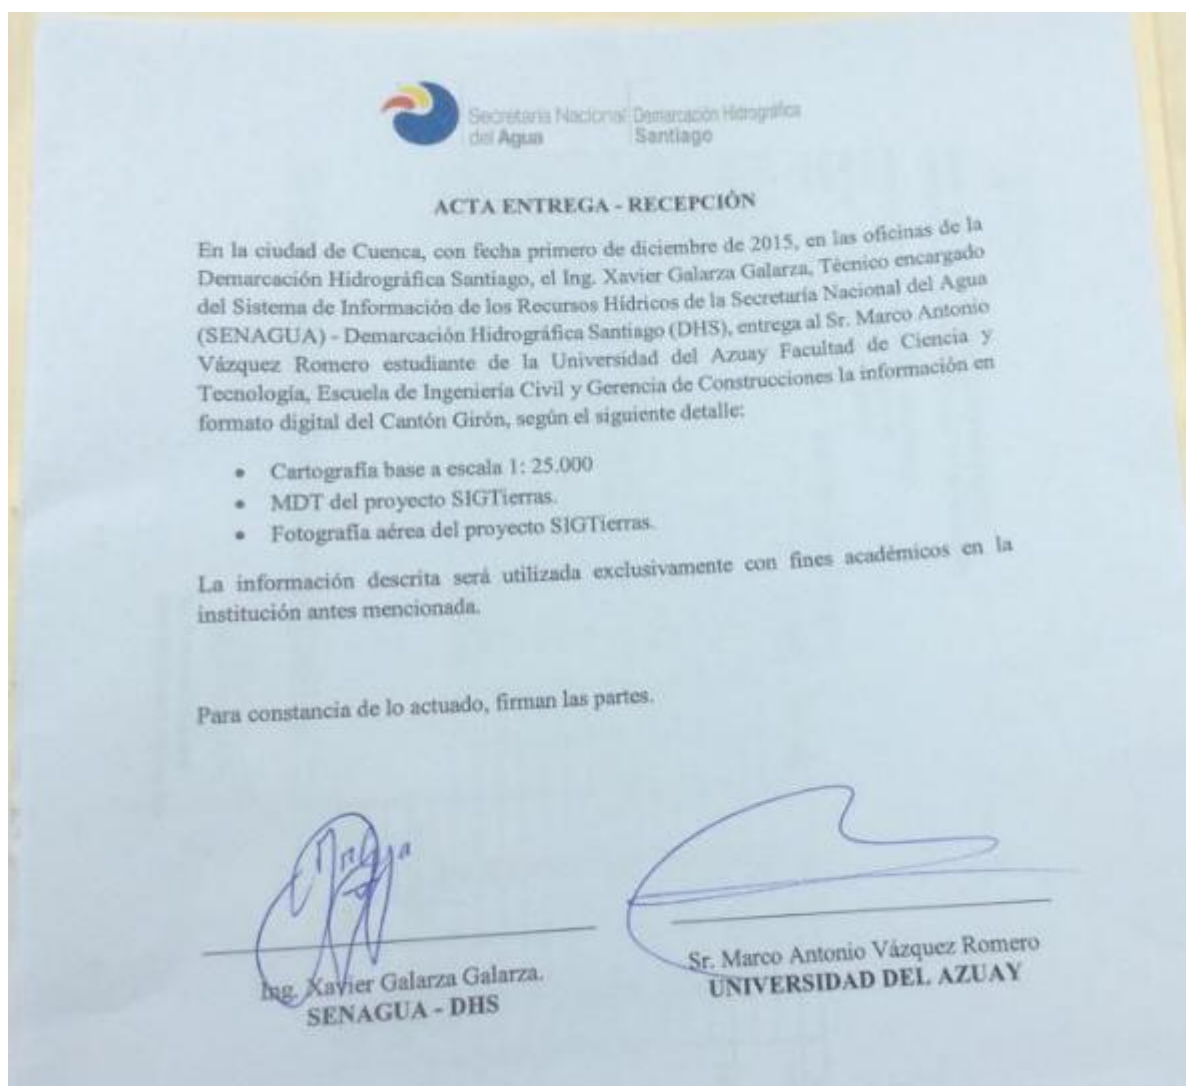 Secretaría Nacional del Agua
Demarcación Hidrográfica Santiago
ACTA ENTREGA - RECEPCIÓN
En la ciudad de Cuenca, con fecha primero de diciembre de 2015, en las oficinas de la
Demarcación Hidrográfica Santiago, el Ing. Xavier Galarza Galarza, Técnico encargado
del Sistema de Información de los Recursos Hídricos de la Secretaría Nacional del Agua
(SENAGUA) - Demarcación Hidrográfica Santiago (DHS), entrega al Sr. Marco Antonio
Vázquez Romero estudiante de la Universidad del Azuay Facultad de Ciencia y
Tecnología, Escuela de Ingeniería Civil y Gerencia de Construcciones la información en
formato digital del Cantón Girón, según el siguiente detalle:
• Cartografía base a escala 1: 25.000
• MDT del proyecto SIGTierras.
• Fotografía aérea del proyecto SIGTierras.
La información descrita será utilizada exclusivamente con fines académicos en la
institución antes mencionada.
Para constancia de lo actuado, firman las partes.
Ing. Xavier Galarza Galarza.
SENAGUA - DHS
Sr. Marco Antonio Vázquez Romero
UNIVERSIDAD DEL AZUAY